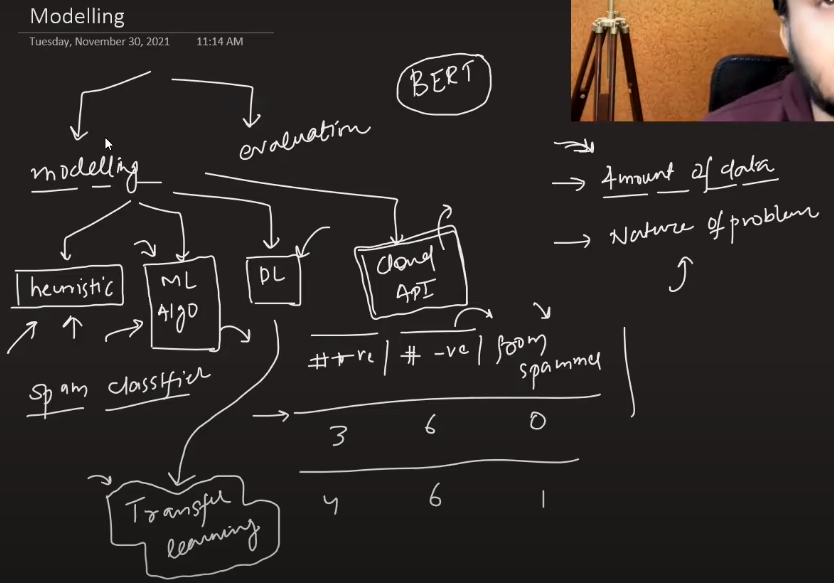 Modelling
Tuesday, November 30, 2021 11:14 AM
BERT
evaluation
modelling
→ Amount of data
→ Nature of problem
heuristic
ML
Algo
DL
Cloud
API
spam classifier
#+ve | # -ve | from
spammer
3 6 0
4 6 1
Transfer
learning